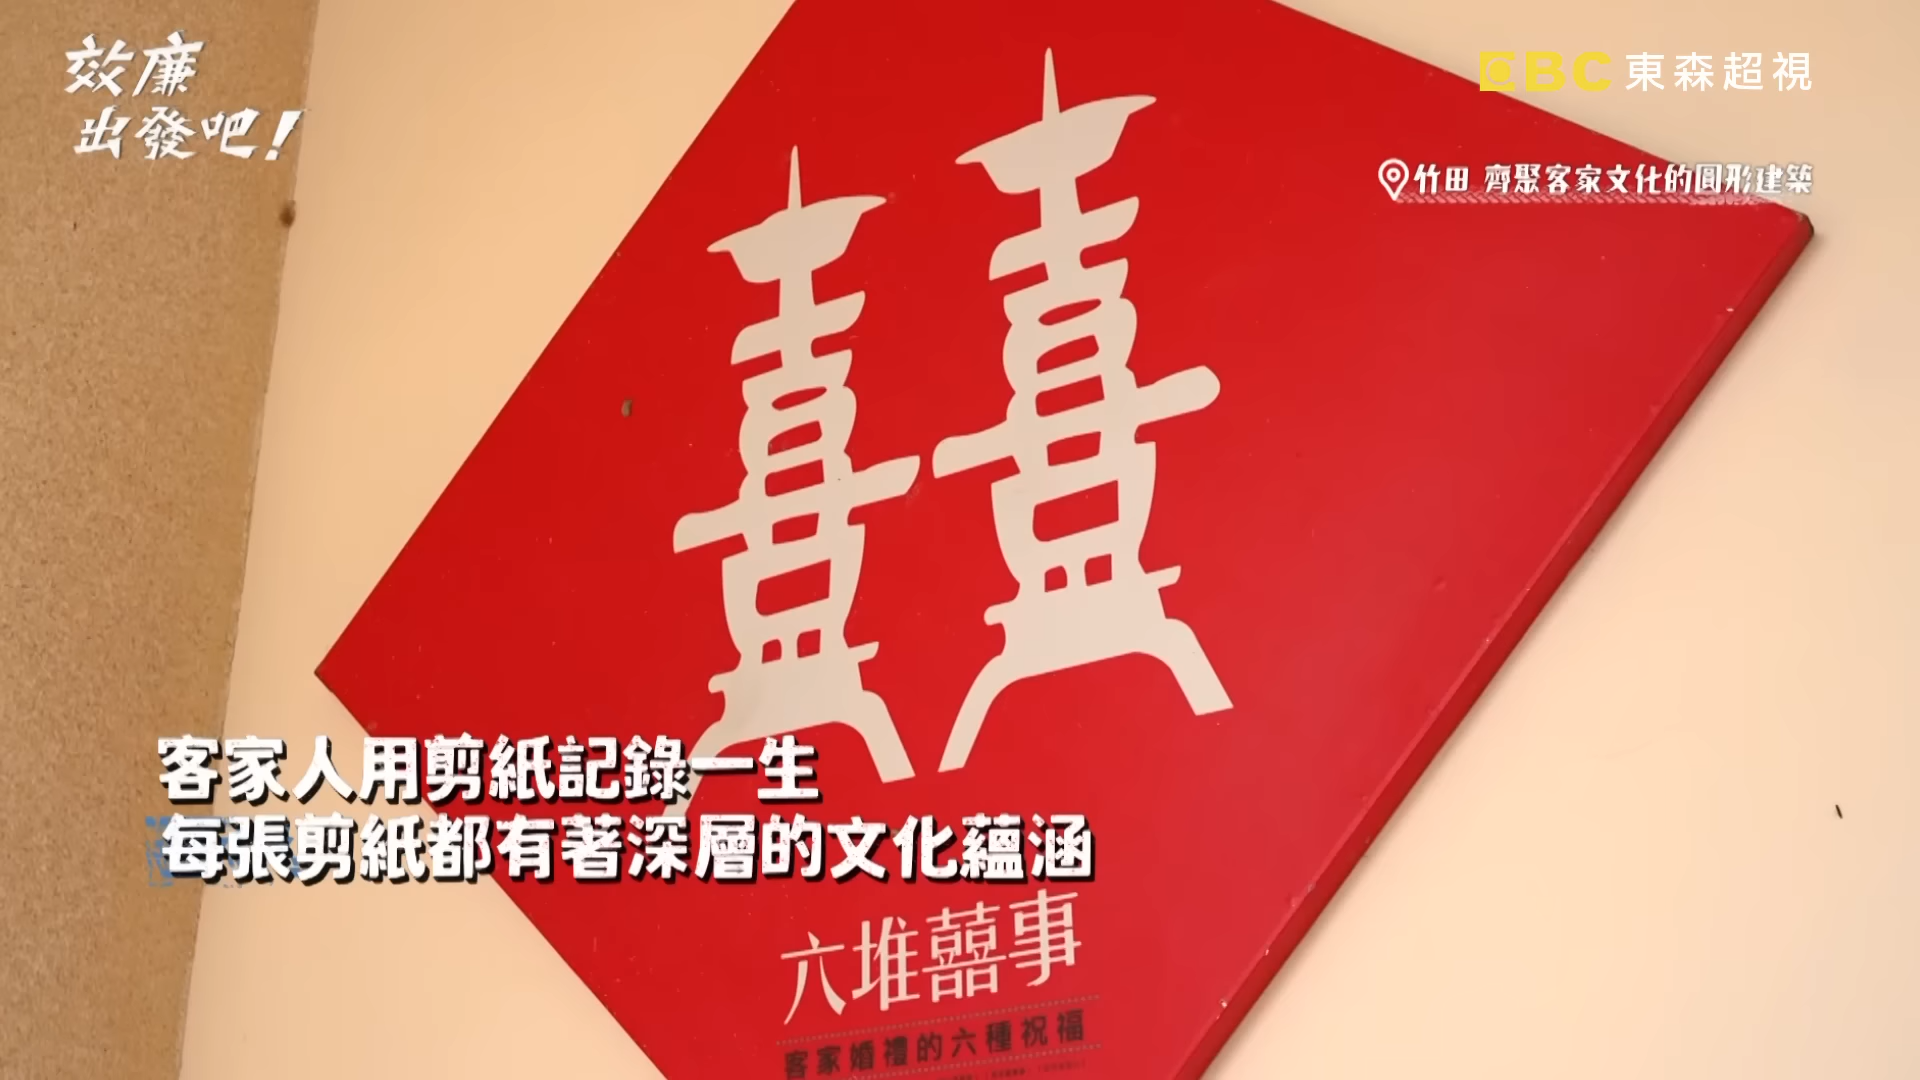 效廉
出發吧！
EBC 東森超視
竹田 齊聚客家文化的圓形建築
囍
客家人用剪紙記錄一生
每張剪紙都有著深層的文化蘊涵
六堆囍事
客家婚禮的六種祝福